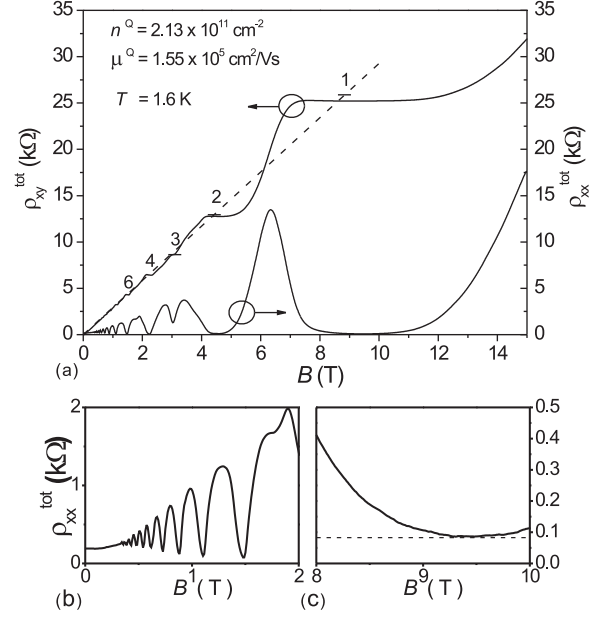 n Q = 2.13 x 10 11 cm -2
μ Q = 1.55 x 10 5 cm 2 /Vs
T = 1.6 K
1
2
3
4
6
ρ xy tot (kΩ)
35
30
25
20
15
10
5
0
ρ xx tot (kΩ)
35
30
25
20
15
10
5
0
0 2 4 6 8 10 12 14
(a) B (T)
ρ xx tot (kΩ)
2
1
0
0 1 2
(b) B (T)
0.5
0.4
0.3
0.2
0.1
0.0
8 9 10
(c) B (T)